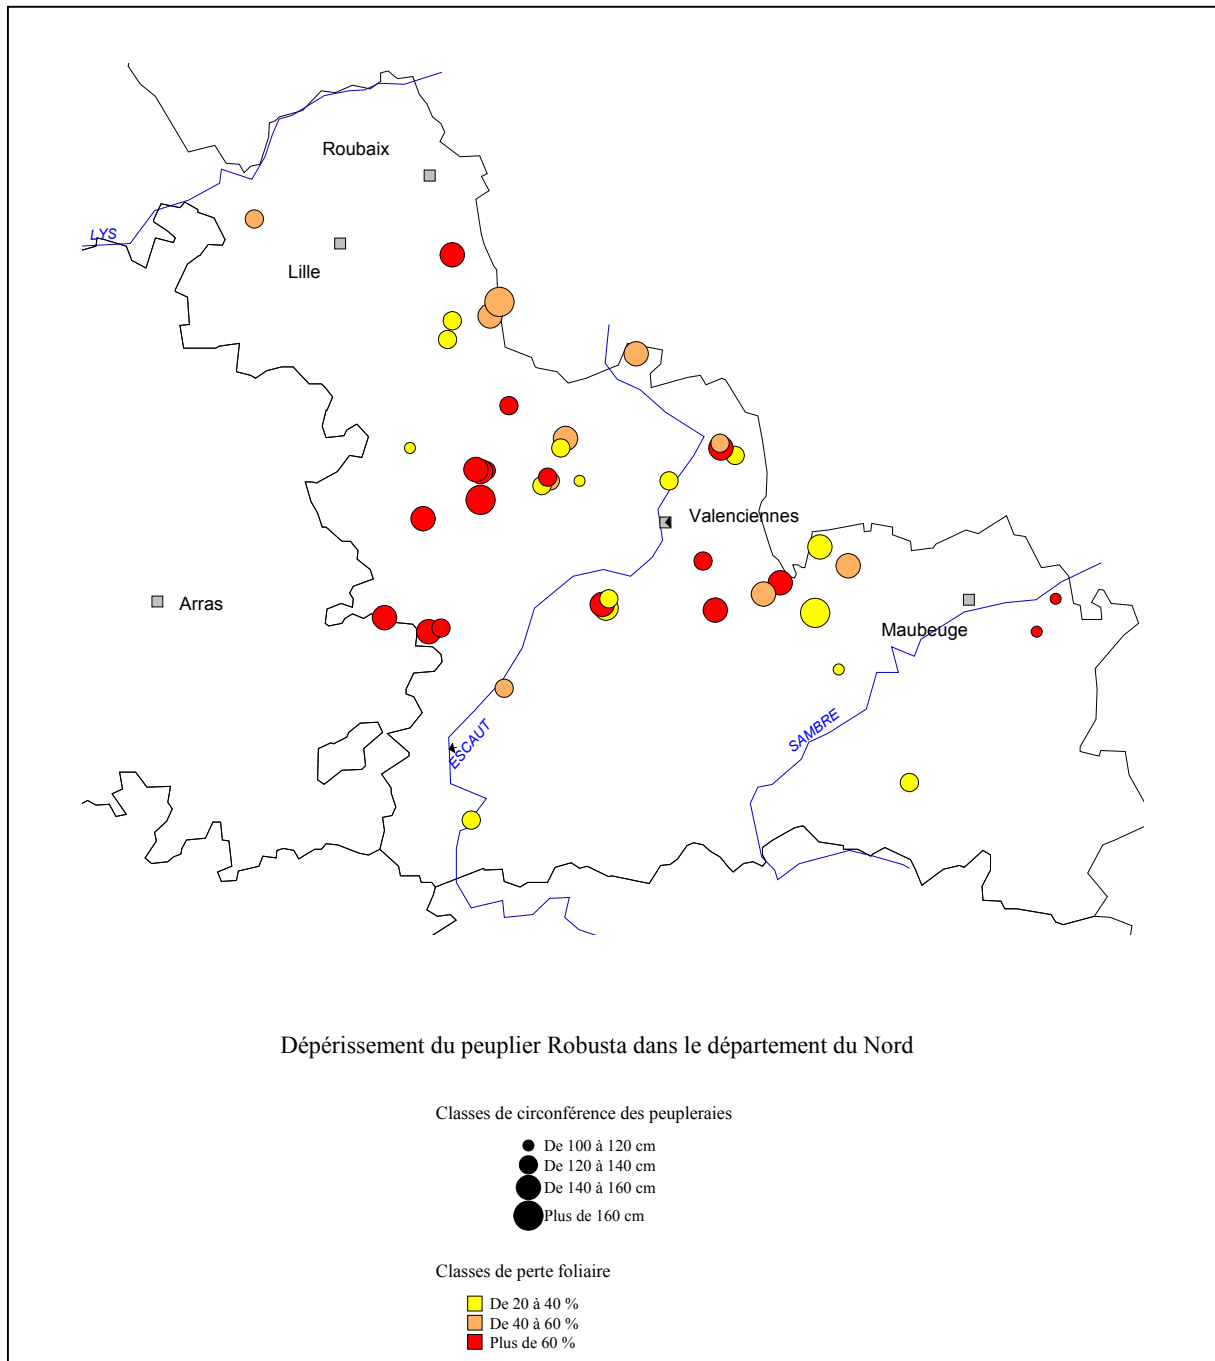 Roubaix
LYS
Lille
Valenciennes
Arras
Maubeuge
ESCAUT
SAMBRE
Dépérissement du peuplier Robusta dans le département du Nord
Classes de circonférence des peupleraies
De 100 à 120 cm
De 120 à 140 cm
De 140 à 160 cm
Plus de 160 cm
Classes de perte foliaire
De 20 à 40 %
De 40 à 60 %
Plus de 60 %